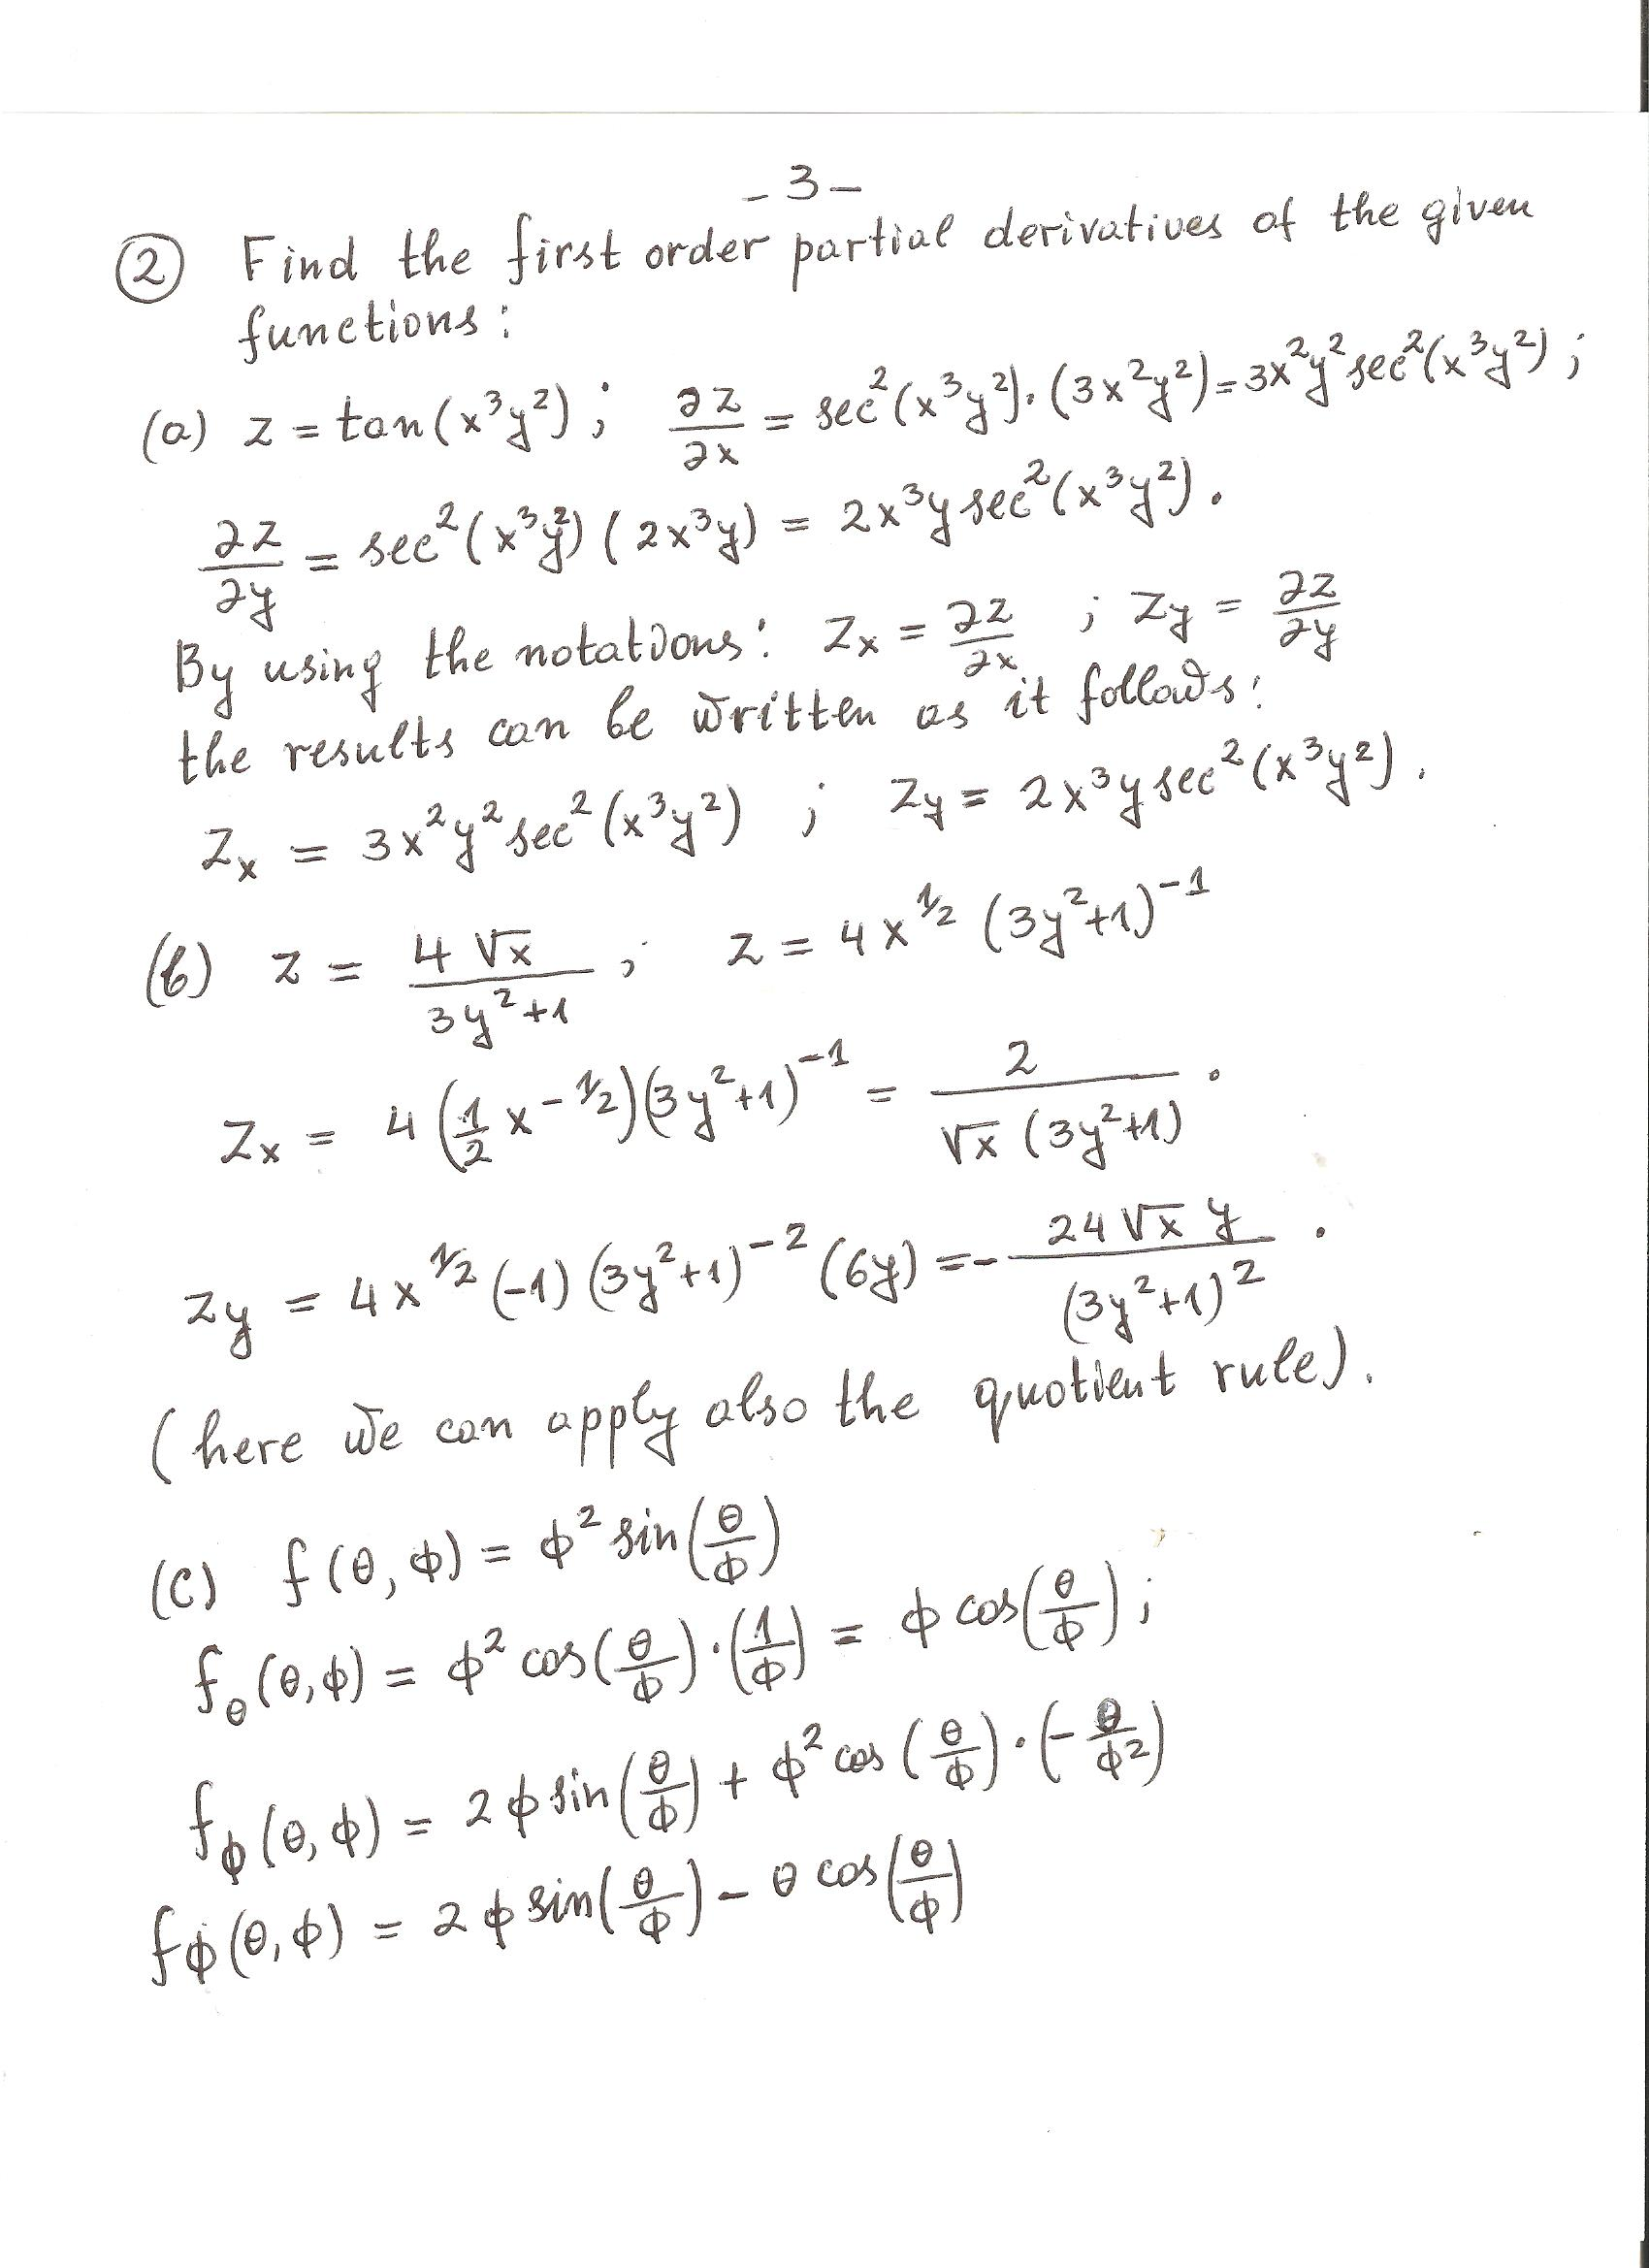 - 3 -
② Find the first order partial derivatives of the given
functions:
(a) z = tan(x³y²); ∂z/∂x = sec²(x³y²)·(3x²y²) = 3x²y² sec²(x³y²);
∂z/∂y = sec²(x³y²)(2x³y) = 2x³y sec²(x³y²).
By using the notations: Zx = ∂z/∂x ; Zy = ∂z/∂y
the results can be written as it follows:
Zx = 3x²y² sec²(x³y²) ; Zy = 2x³y sec²(x³y²).
(b) z = 4√x / (3y²+1) ; z = 4x^(1/2) (3y²+1)^(-1)
Zx = 4(1/2 x^(-1/2))(3y²+1)^(-1) = 2 / (√x (3y²+1)).
Zy = 4x^(1/2) (-1)(3y²+1)^(-2) (6y) = - 24√x y / (3y²+1)².
(here we can apply also the quotient rule).
(c) f(θ,ϕ) = ϕ² sin(θ/ϕ)
f_θ(θ,ϕ) = ϕ² cos(θ/ϕ)·(1/ϕ) = ϕ cos(θ/ϕ);
f_ϕ(θ,ϕ) = 2ϕ sin(θ/ϕ) + ϕ² cos(θ/ϕ)·(-θ/ϕ²)
f_ϕ(θ,ϕ) = 2ϕ sin(θ/ϕ) - θ cos(θ/ϕ)